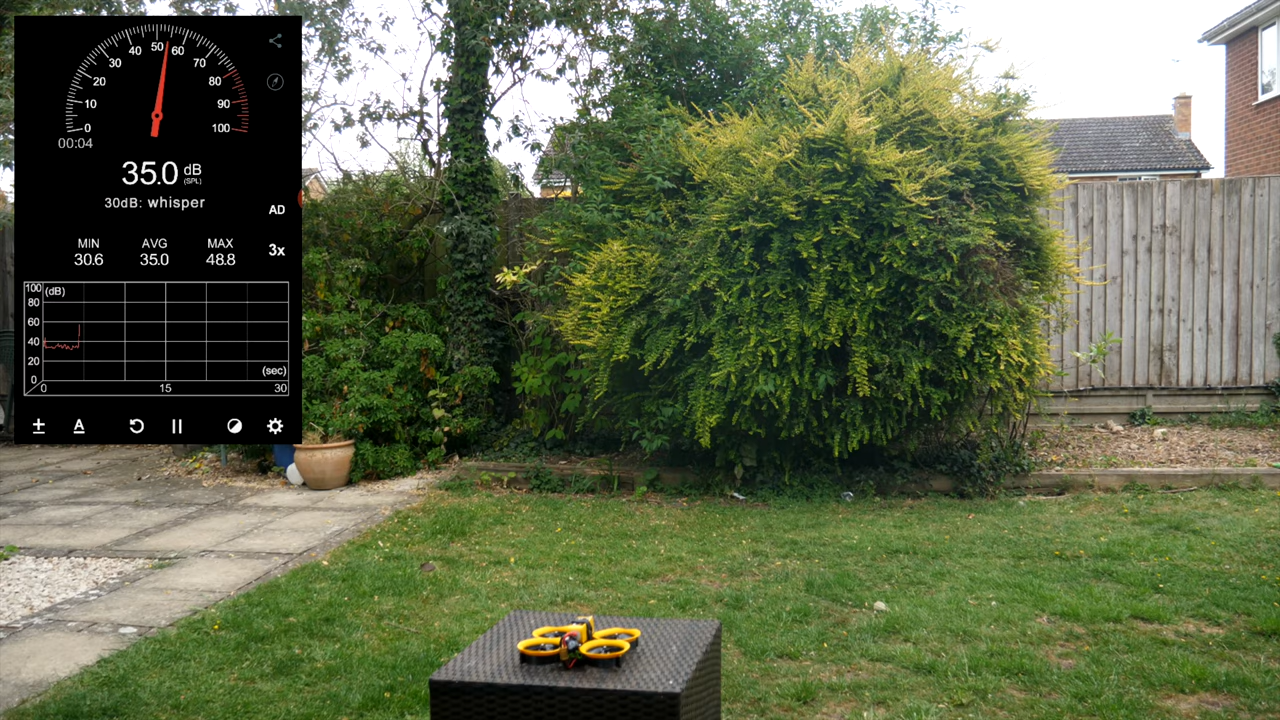 50
40 60
30 70
20 80
10 90
0 100
00:04
35.0 dB
(SPL)
30dB: whisper
AD
MIN AVG MAX
30.6 35.0 48.8
3x
100 (dB)
80
60
40
20
(sec)
0
0 15 30
A